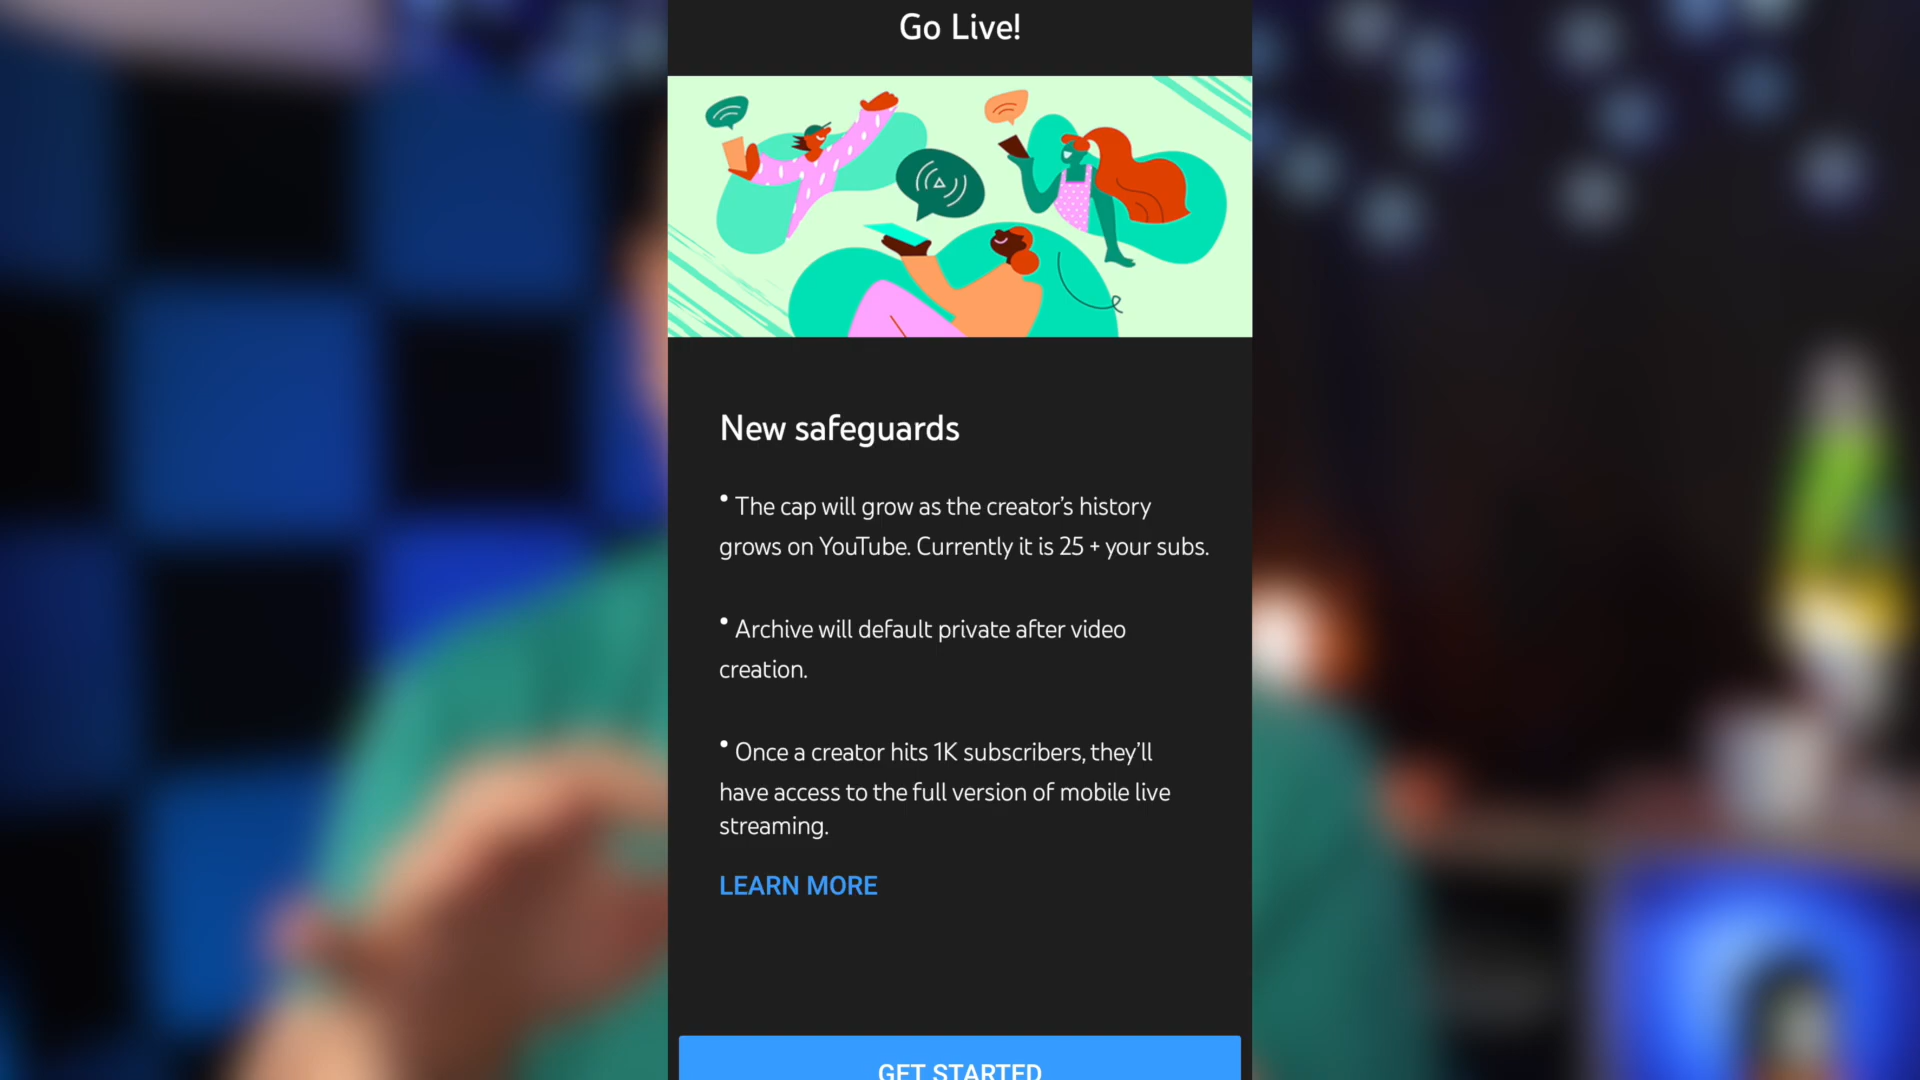 Go Live!
New safeguards
• The cap will grow as the creator's history
grows on YouTube. Currently it is 25 + your subs.
• Archive will default private after video
creation.
• Once a creator hits 1K subscribers, they'll
have access to the full version of mobile live
streaming.
LEARN MORE
GET STARTED